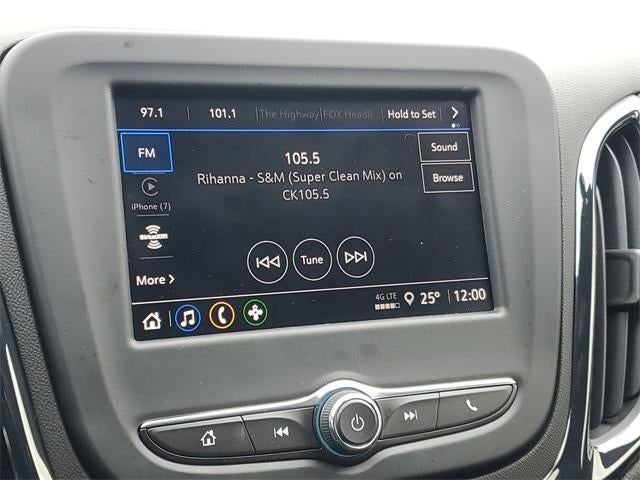 97.1 101.1 The Highway FOX Headli... Hold to Set
FM
105.5
Sound
Rihanna - S&M (Super Clean Mix) on
CK105.5
Browse
iPhone (7)
SiriusXM
Tune
More
4G LTE
25° 12:00